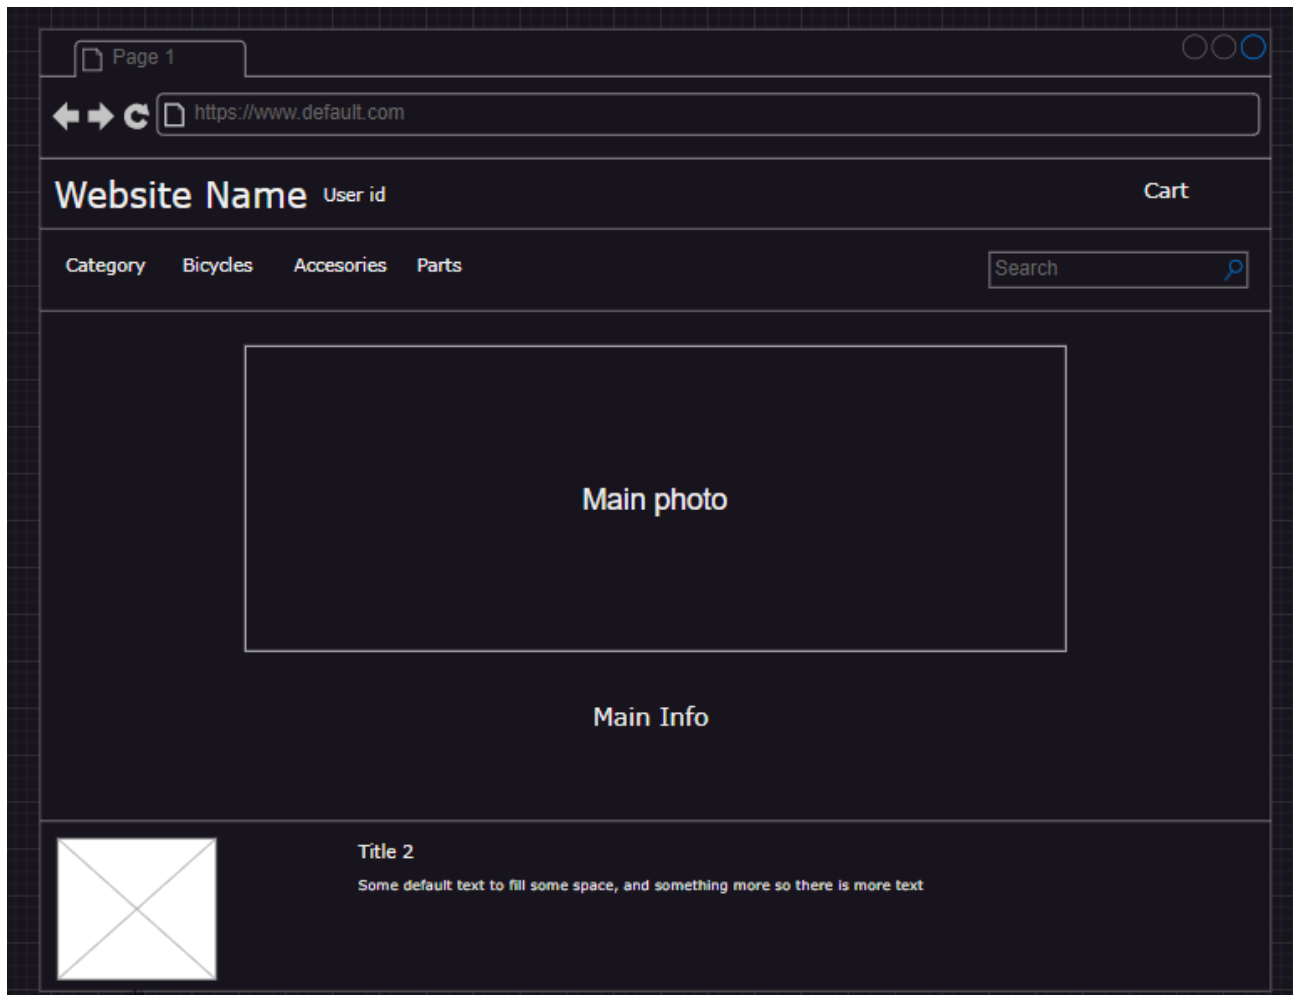 Page 1
https://www.default.com
Website Name User id Cart
Category Bicycles Accesories Parts Search
Main photo
Main Info
Title 2
Some default text to fill some space, and something more so there is more text